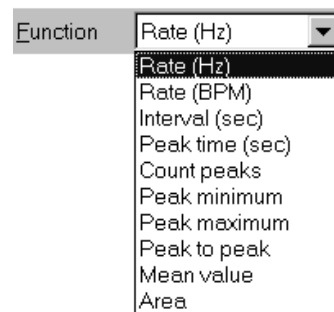 Function Rate (Hz)
Rate (Hz)
Rate (BPM)
Interval (sec)
Peak time (sec)
Count peaks
Peak minimum
Peak maximum
Peak to peak
Mean value
Area